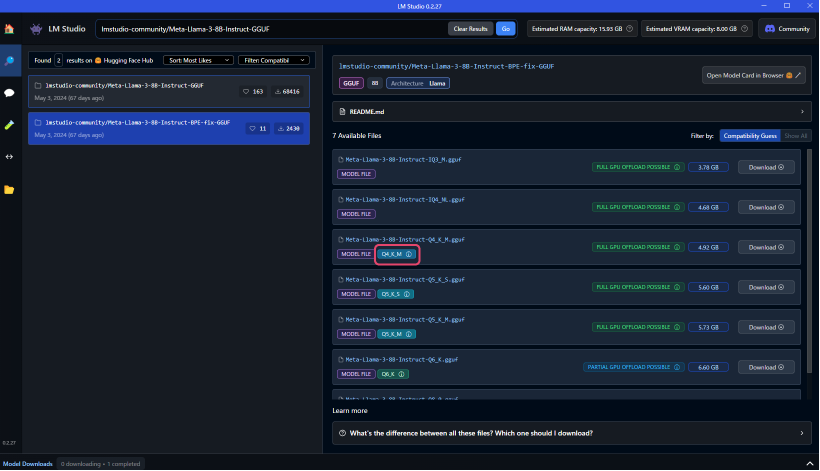 LM Studio 0.2.27
LM Studio
lmstudio-community/Meta-Llama-3-8B-Instruct-GGUF
Clear Results
Go
Estimated RAM capacity: 15.93 GB
Estimated VRAM capacity: 8.00 GB
Community
Found 2 results on Hugging Face Hub
Sort: Most Likes
Filter: Compatibil
lmstudio-community/Meta-Llama-3-8B-Instruct-GGUF
163
68416
May 3, 2024 (67 days ago)
lmstudio-community/Meta-Llama-3-8B-Instruct-BPE-fix-GGUF
11
2430
May 3, 2024 (67 days ago)
lmstudio-community/Meta-Llama-3-8B-Instruct-BPE-fix-GGUF
GGUF 8B Architecture Llama
Open Model Card in Browser
README.md
7 Available Files
Filter by: Compatibility Guess Show All
Meta-Llama-3-8B-Instruct-IQ3_M.gguf
MODEL FILE
FULL GPU OFFLOAD POSSIBLE
3.78 GB
Download
Meta-Llama-3-8B-Instruct-IQ4_NL.gguf
MODEL FILE
FULL GPU OFFLOAD POSSIBLE
4.68 GB
Download
Meta-Llama-3-8B-Instruct-Q4_K_M.gguf
MODEL FILE Q4_K_M
FULL GPU OFFLOAD POSSIBLE
4.92 GB
Download
Meta-Llama-3-8B-Instruct-Q5_K_S.gguf
MODEL FILE Q5_K_S
FULL GPU OFFLOAD POSSIBLE
5.60 GB
Download
Meta-Llama-3-8B-Instruct-Q5_K_M.gguf
MODEL FILE Q5_K_M
FULL GPU OFFLOAD POSSIBLE
5.73 GB
Download
Meta-Llama-3-8B-Instruct-Q6_K.gguf
MODEL FILE Q6_K
PARTIAL GPU OFFLOAD POSSIBLE
6.60 GB
Download
Learn more
What's the difference between all these files? Which one should I download?
0.2.27
Model Downloads 0 downloading • 1 completed